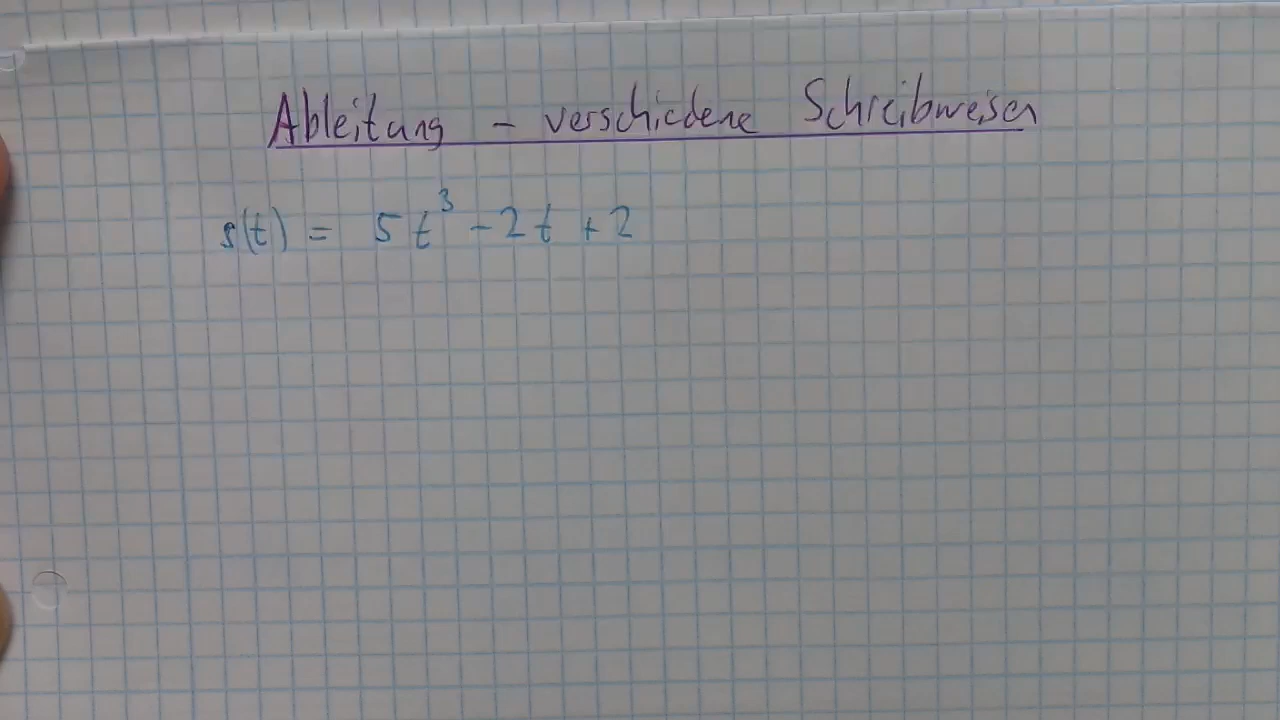 Ableitung – verschiedene Schreibweisen
s(t) = 5t³ - 2t + 2